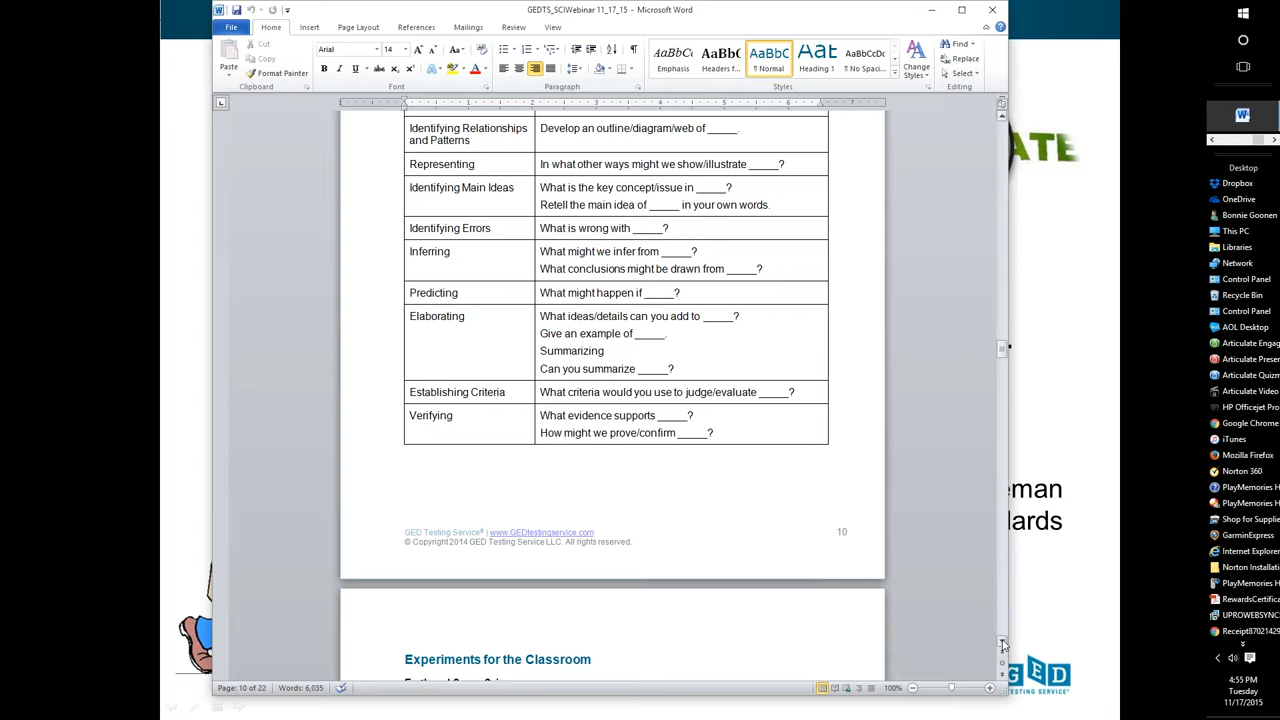 GEDTS_SCIWebinar 11_17_15 - Microsoft Word
File Home Insert Page Layout References Mailings Review View
Paste
Cut
Copy
Format Painter
Clipboard
Arial 14
Font
Paragraph
AaBbCc Emphasis
AaBbC Headers f...
AaBbC ¶ Normal
AaB Heading 1
AaBbCcDc ¶ No Spaci...
Change Styles
Styles
Find
Replace
Select
Editing
Identifying Relationships and Patterns
Develop an outline/diagram/web of _____.
Representing
In what other ways might we show/illustrate _____?
Identifying Main Ideas
What is the key concept/issue in _____?
Retell the main idea of _____ in your own words.
Identifying Errors
What is wrong with _____?
Inferring
What might we infer from _____?
What conclusions might be drawn from _____?
Predicting
What might happen if _____?
Elaborating
What ideas/details can you add to _____?
Give an example of _____.
Summarizing
Can you summarize _____?
Establishing Criteria
What criteria would you use to judge/evaluate _____?
Verifying
What evidence supports _____?
How might we prove/confirm _____?
GED Testing Service® | www.GEDtestingservice.com 10
© Copyright 2014 GED Testing Service LLC. All rights reserved.
Experiments for the Classroom
Page: 10 of 22 Words: 6,035 100%
ATE
eman
dards
GED
TESTING SERVICE
Desktop
Dropbox
OneDrive
Bonnie Goonen
This PC
Libraries
Network
Control Panel
Recycle Bin
Control Panel
AOL Desktop
Articulate Engag
Articulate Presen
Articulate Quizm
Articulate Video
HP Officejet Pro
Google Chrome
iTunes
Mozilla Firefox
Norton 360
PlayMemories H
PlayMemories H
Shop for Supplie
GarminExpress
Internet Explorer
Norton Installati
PlayMemories H
RewardsCertifica
UPROWEBSYNC
Receipt87021429
4:55 PM
Tuesday
11/17/2015